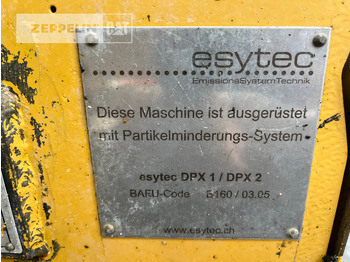 ZEPPELIN CAT
esytec
EmissionsSystemTechnik
Diese Maschine ist ausgerüstet
mit Partikelminderungs-System
esytec DPX 1 / DPX 2
BAFU-Code B160 / 03.05
www.esytec.ch